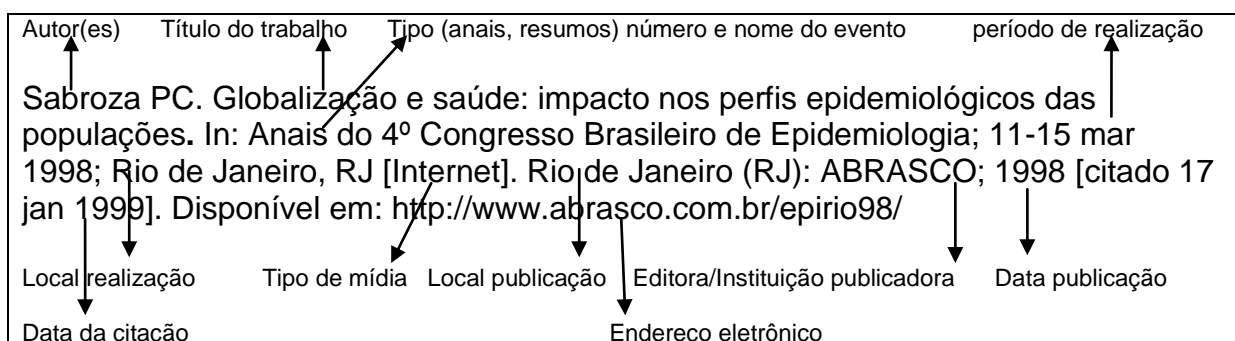 Autor(es) Título do trabalho Tipo (anais, resumos) número e nome do evento período de realização
Sabroza PC. Globalização e saúde: impacto nos perfis epidemiológicos das
populações. In: Anais do 4º Congresso Brasileiro de Epidemiologia; 11-15 mar
1998; Rio de Janeiro, RJ [Internet]. Rio de Janeiro (RJ): ABRASCO; 1998 [citado 17
jan 1999]. Disponível em: http://www.abrasco.com.br/epirio98/
Local realização Tipo de mídia Local publicação Editora/Instituição publicadora Data publicação
Data da citação Endereço eletrônico